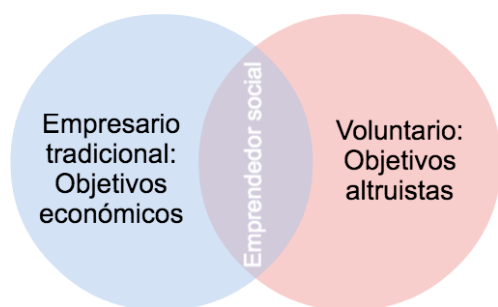 Empresario
tradicional:
Objetivos
económicos
Emprendedor social
Voluntario:
Objetivos
altruistas